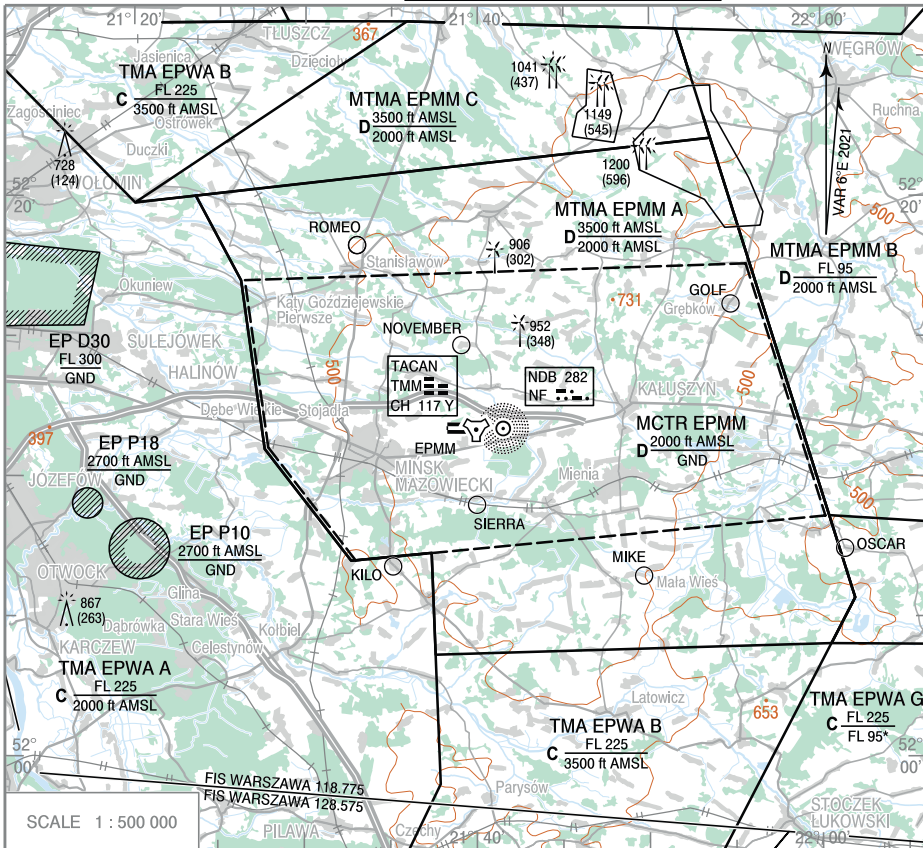 21° 20'
21° 40'
22° 00'
TŁUSZCZ
367
WĘGRÓW
N
Jasienica
Dzięcioły
TMA EPWA B
C
FL 225
3500 ft AMSL
1041
(437)
MTMA EPMM C
D
3500 ft AMSL
2000 ft AMSL
1149
(545)
Zagościniec
Ostrówek
Ruchna
Duczki
728
(124)
WOŁOMIN
1200
(596)
VAR 6°E 2021
52°
20'
52°
20'
MTMA EPMM A
D
3500 ft AMSL
2000 ft AMSL
500
ROMEO
906
(302)
Stanisławów
MTMA EPMM B
D
FL 95
2000 ft AMSL
Okuniew
Kąty Goździejewskie
Pierwsze
731
GOLF
Grębków
EP D30
FL 300
GND
SULEJÓWEK
NOVEMBER
952
(348)
HALINÓW
500
TACAN
TMM
CH 117 Y
NDB 282
NF
KAŁUSZYN
500
Dębe Wielkie
Stojadła
397
EPMM
MCTR EPMM
D
2000 ft AMSL
GND
EP P18
2700 ft AMSL
GND
JÓZEFÓW
MIŃSK
MAZOWIECKI
Mienia
500
SIERRA
EP P10
2700 ft AMSL
GND
OSCAR
OTWOCK
KILO
MIKE
Mała Wieś
Glina
867
(263)
Stara Wieś
Dąbrówka
Kołbiel
KARCZEW
Celestynów
TMA EPWA A
C
FL 225
2000 ft AMSL
Latowicz
TMA EPWA G
C
FL 225
FL 95*
653
TMA EPWA B
C
FL 225
3500 ft AMSL
52°
00'
52°
00'
FIS WARSZAWA 118.775
FIS WARSZAWA 128.575
Parysów
STOCZEK
ŁUKOWSKI
SCALE 1 : 500 000
PILAWA
Czechy
21° 40'
22° 00'